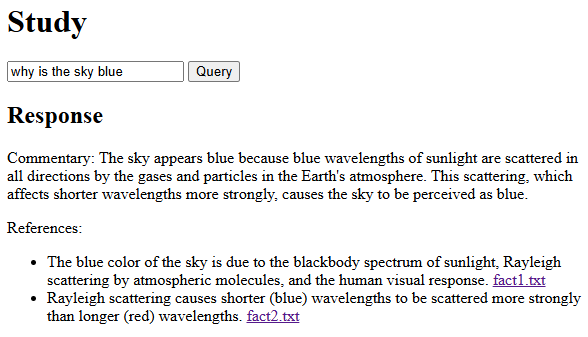 Study
why is the sky blue
Query
Response
Commentary: The sky appears blue because blue wavelengths of sunlight are scattered in
all directions by the gases and particles in the Earth's atmosphere. This scattering, which
affects shorter wavelengths more strongly, causes the sky to be perceived as blue.
References:
• The blue color of the sky is due to the blackbody spectrum of sunlight, Rayleigh
scattering by atmospheric molecules, and the human visual response. fact1.txt
• Rayleigh scattering causes shorter (blue) wavelengths to be scattered more strongly
than longer (red) wavelengths. fact2.txt